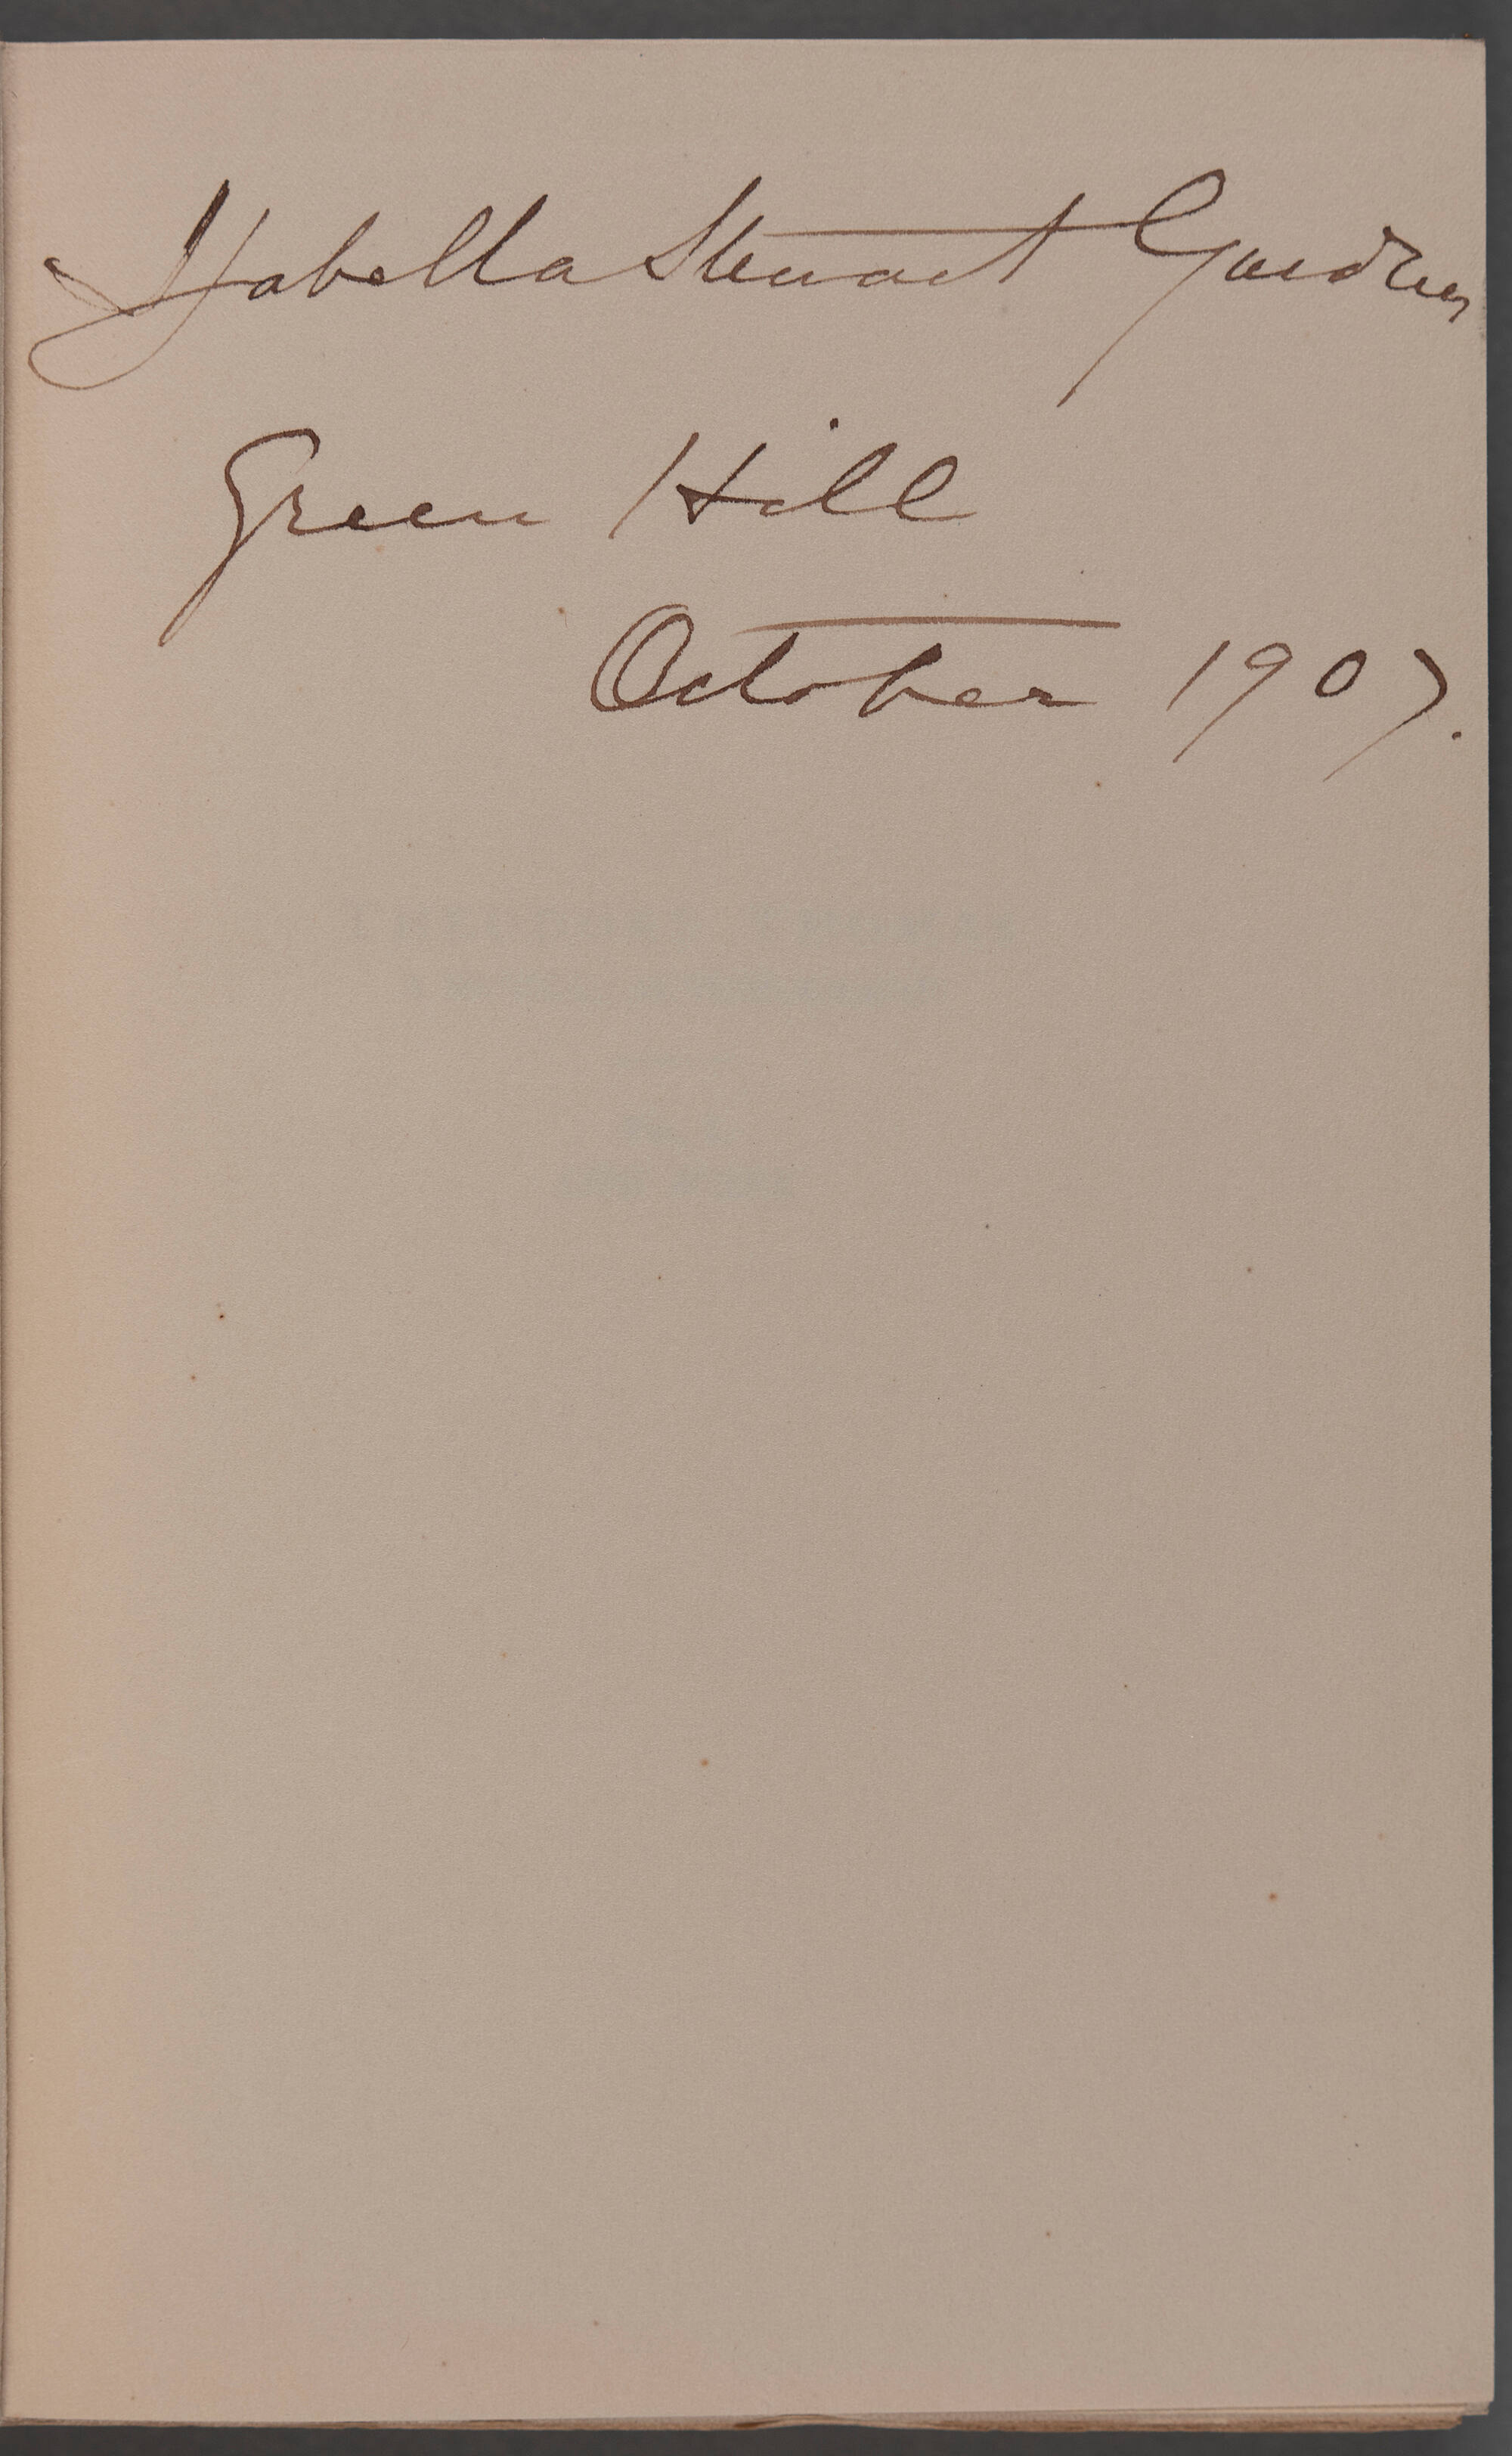 Isabella Stewart Gardner
Green Hill
October 1907.